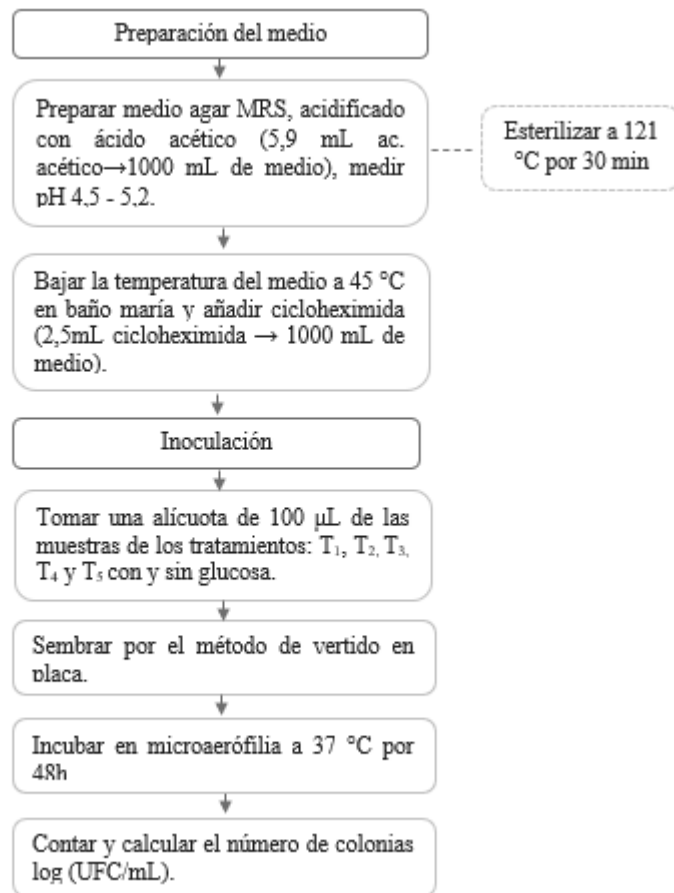 Preparación del medio
Preparar medio agar MRS, acidificado
con ácido acético (5,9 mL ac.
acético→1000 mL de medio), medir
pH 4,5 - 5,2.
Esterilizar a 121
°C por 30 min
Bajar la temperatura del medio a 45 °C
en baño maría y añadir cicloheximida
(2,5mL cicloheximida → 1000 mL de
medio).
Inoculación
Tomar una alícuota de 100 µL de las
muestras de los tratamientos: T₁, T₂, T₃,
T₄ y T₅ con y sin glucosa.
Sembrar por el método de vertido en
placa.
Incubar en microaerófilia a 37 °C por
48h
Contar y calcular el número de colonias
log (UFC/mL).